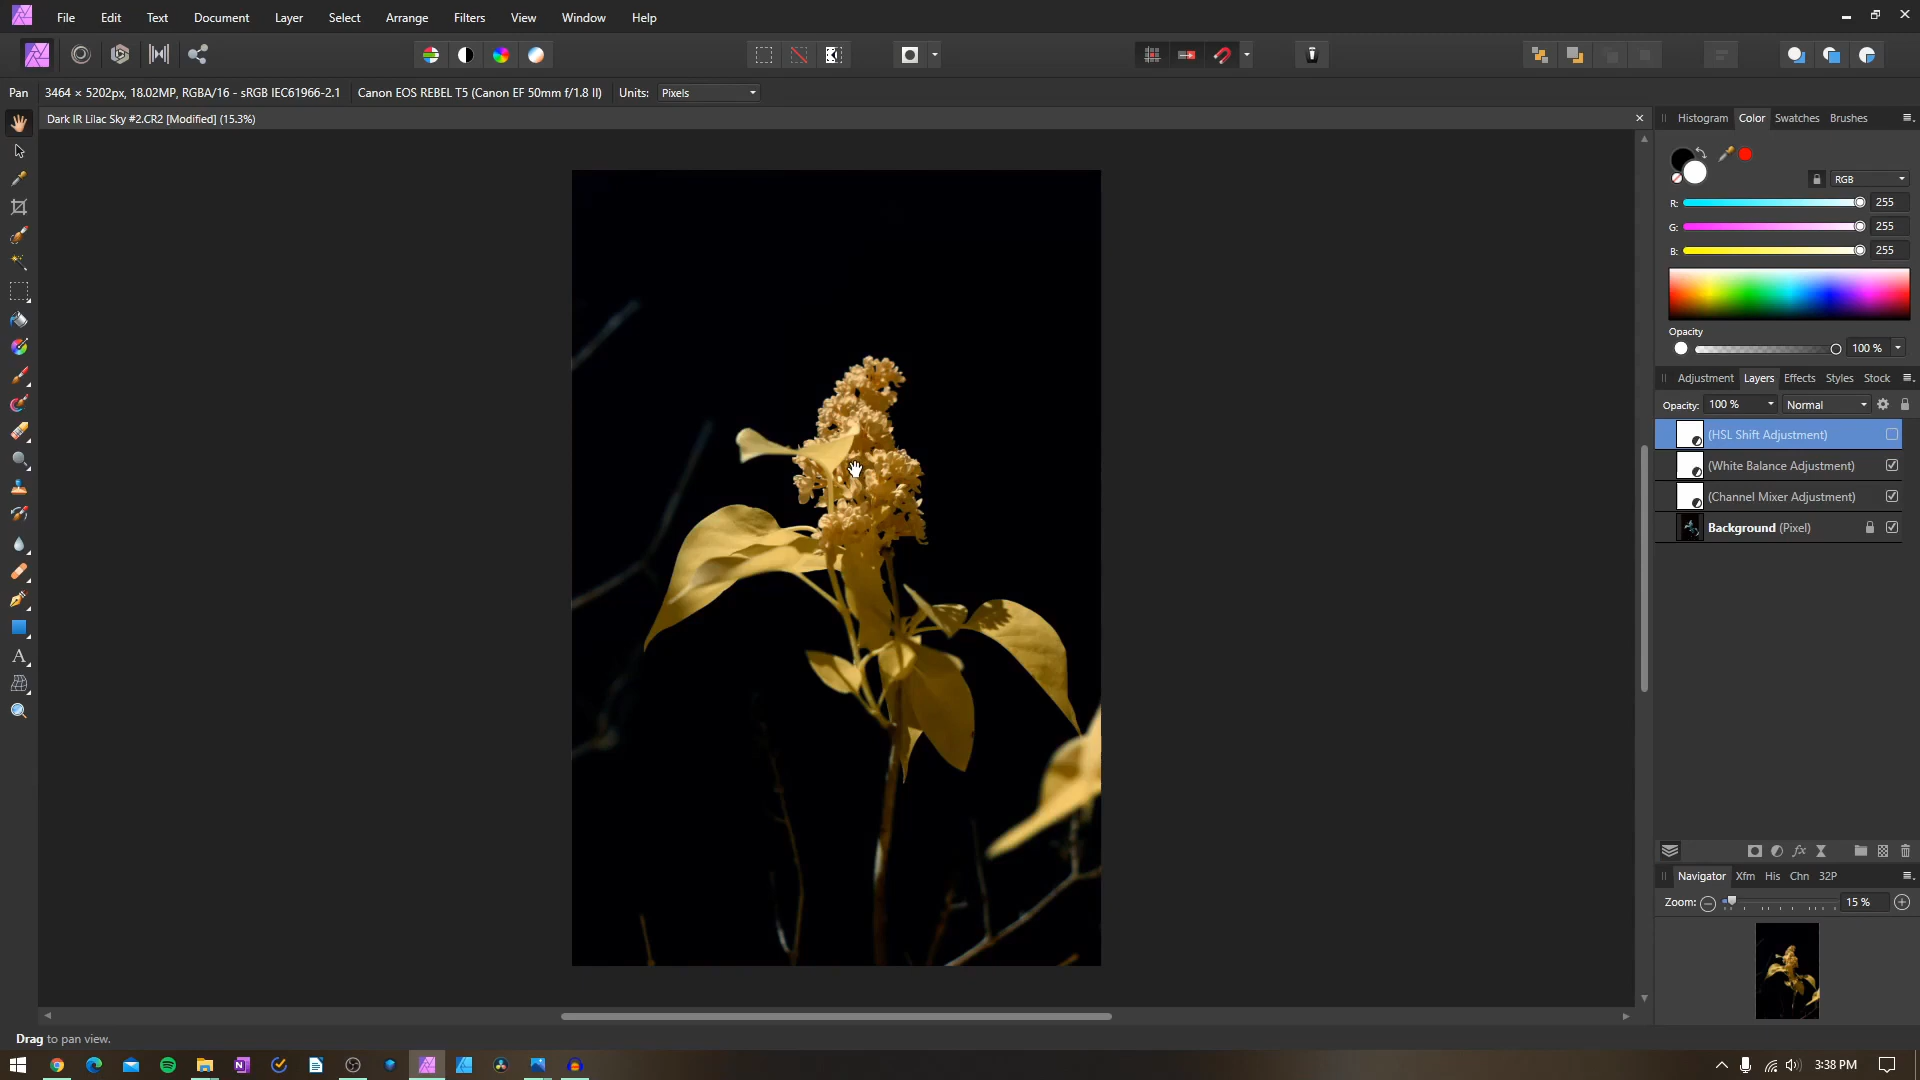 File Edit Text Document Layer Select Arrange Filters View Window Help
Pan 3464 × 5202px, 18.02MP, RGBA/16 - sRGB IEC61966-2.1 Canon EOS REBEL T5 (Canon EF 50mm f/1.8 II) Units: Pixels
Dark IR Lilac Sky #2.CR2 [Modified] (15.3%)
Histogram Color Swatches Brushes
RGB
R: 255
G: 255
B: 255
Opacity
100 %
Adjustment Layers Effects Styles Stock
Opacity: 100 % Normal
(HSL Shift Adjustment)
(White Balance Adjustment)
(Channel Mixer Adjustment)
Background (Pixel)
Navigator Xfm His Chn 32P
Zoom: 15 %
Drag to pan view.
3:38 PM